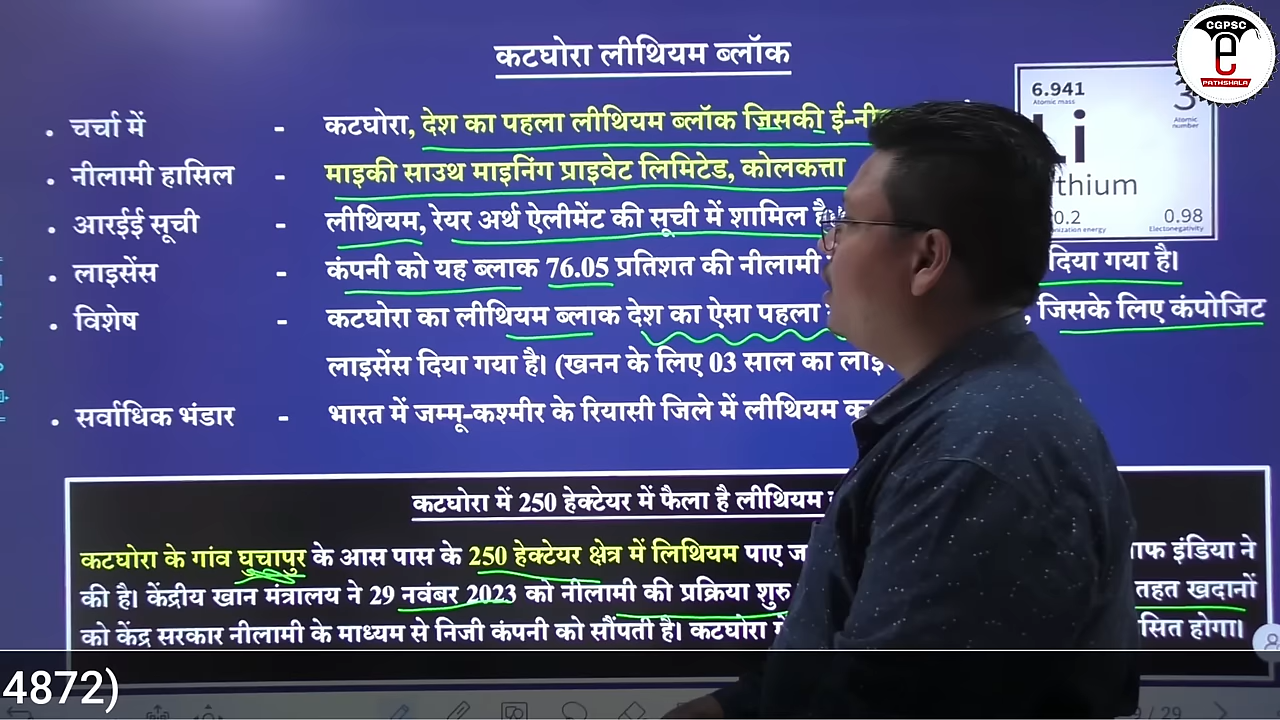 कटघोरा लीथियम ब्लॉक
CGPSC
e
PATHSHALA
6.941
Atomic mass
3
Atomic number
Li
thium
0.2
0.98
Electronegativity
• चर्चा में - कटघोरा, देश का पहला लीथियम ब्लॉक जिसकी
• नीलामी हासिल - माइकी साउथ माइनिंग प्राइवेट लिमिटेड, कोलकत्ता
• आरईई सूची - लीथियम, रेयर अर्थ ऐलीमेंट की सूची में शामिल है
• लाइसेंस - कंपनी को यह ब्लाक 76.05 प्रतिशत की नीलामी दिया गया है।
• विशेष - कटघोरा का लीथियम ब्लाक देश का ऐसा पहला , जिसके लिए कंपोजिट
लाइसेंस दिया गया है। (खनन के लिए 03 साल का
• सर्वाधिक भंडार - भारत में जम्मू-कश्मीर के रियासी जिले में लीथियम
कटघोरा में 250 हेक्टेयर में फैला है लीथियम
कटघोरा के गांव घुचापुर के आस पास के 250 हेक्टेयर क्षेत्र में लिथियम पाए इंडिया ने
की है। केंद्रीय खान मंत्रालय ने 29 नवंबर 2023 को नीलामी की प्रक्रिया शुरु तहत खदानों
को केंद्र सरकार नीलामी के माध्यम से निजी कंपनी को सौंपती है। कटघोरा होगा।
4872)
/ 29